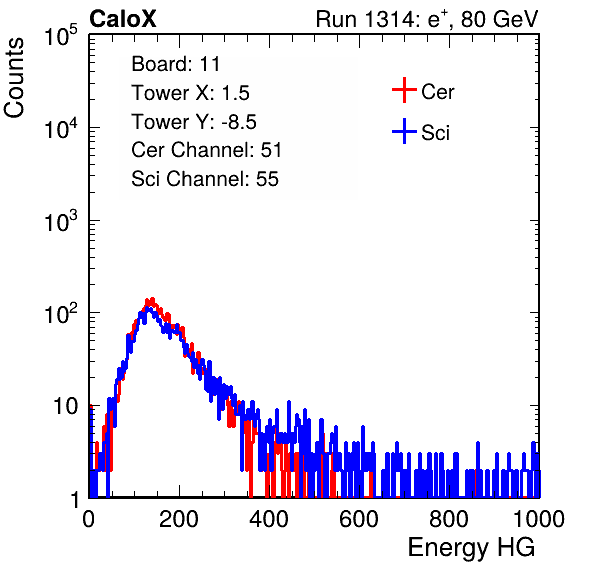 CaloX Run 1314: e⁺, 80 GeV
Counts
10⁵
10⁴
10³
10²
10
1
Board: 11
Tower X: 1.5
Tower Y: -8.5
Cer Channel: 51
Sci Channel: 55
Cer
Sci
0 200 400 600 800 1000
Energy HG